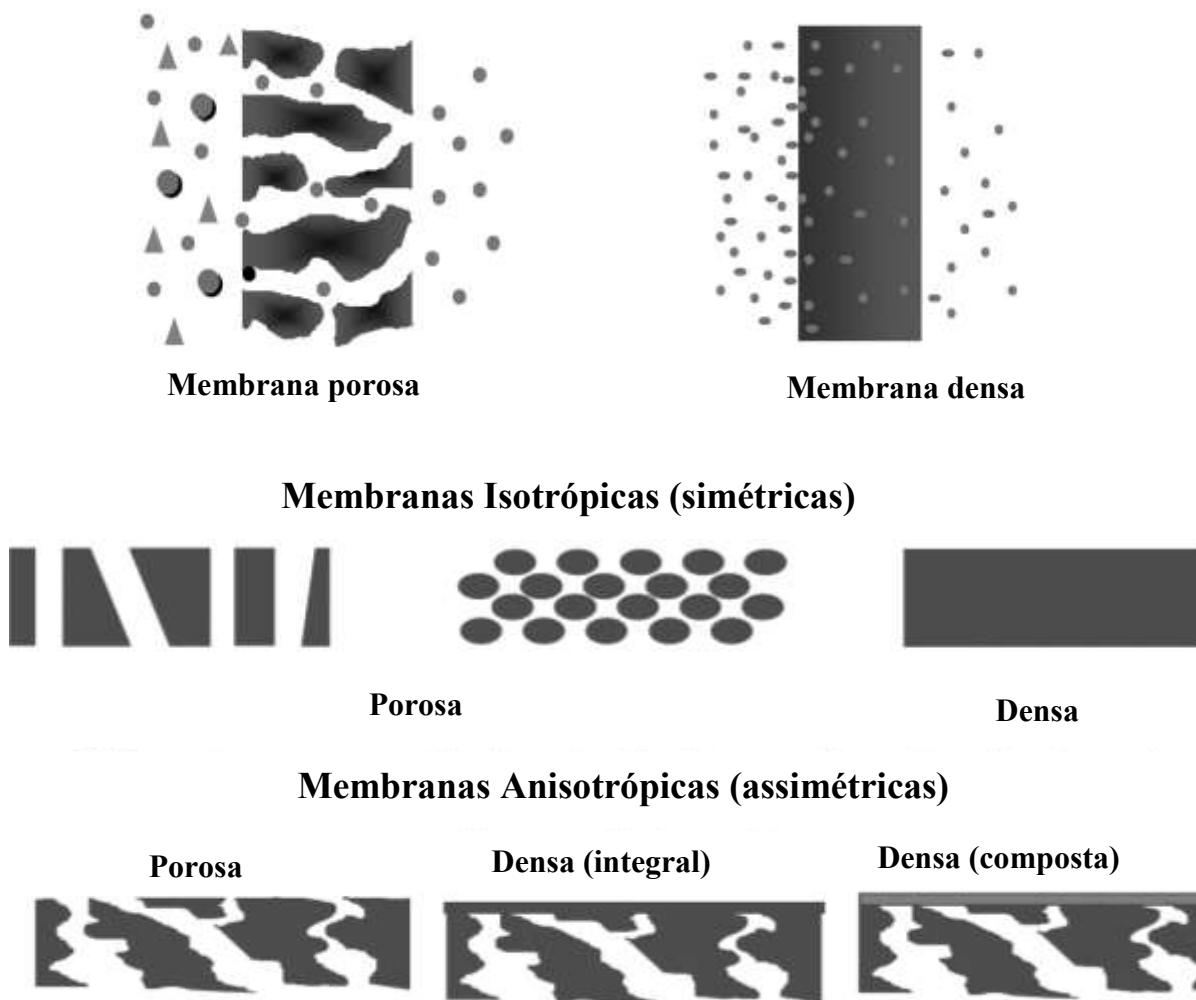 Membrana porosa
Membrana densa
Membranas Isotrópicas (simétricas)
Porosa
Densa
Membranas Anisotrópicas (assimétricas)
Porosa
Densa (integral)
Densa (composta)